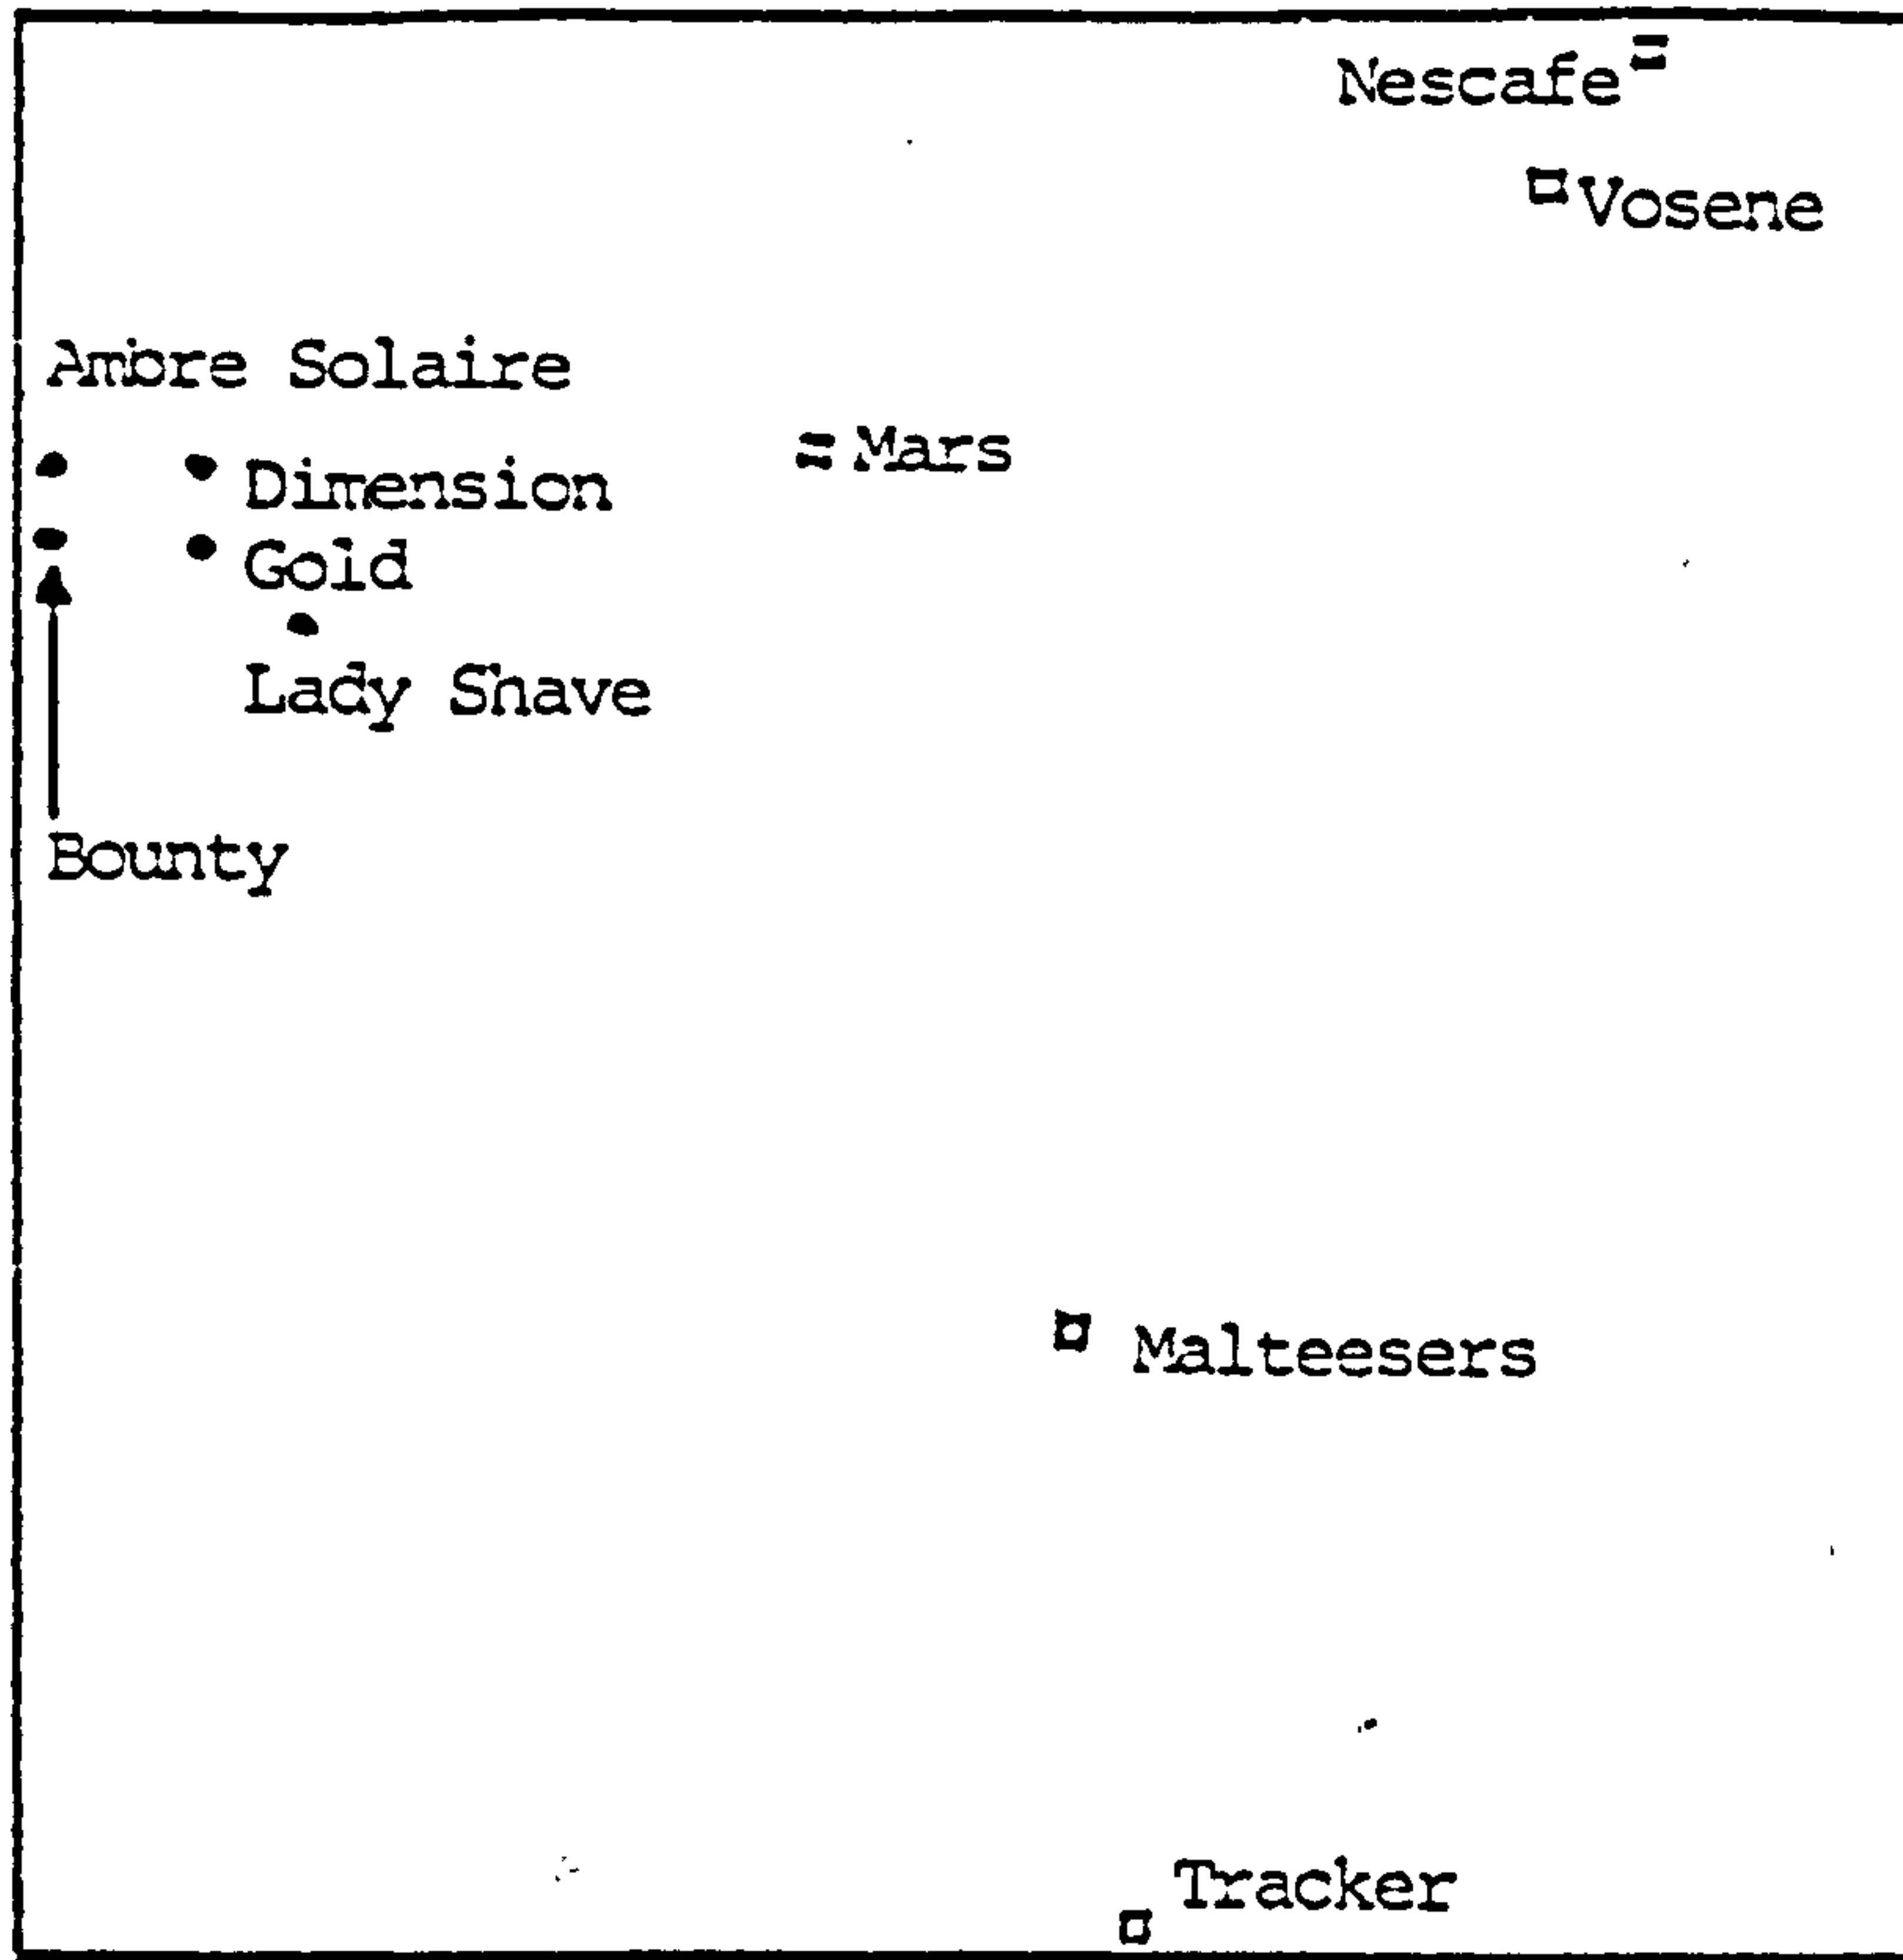 Nescafe
Vosene
Ambre Solaire
Mars
Dimension
Gold
Lady Shave
Bounty
Malteesers
Tracker